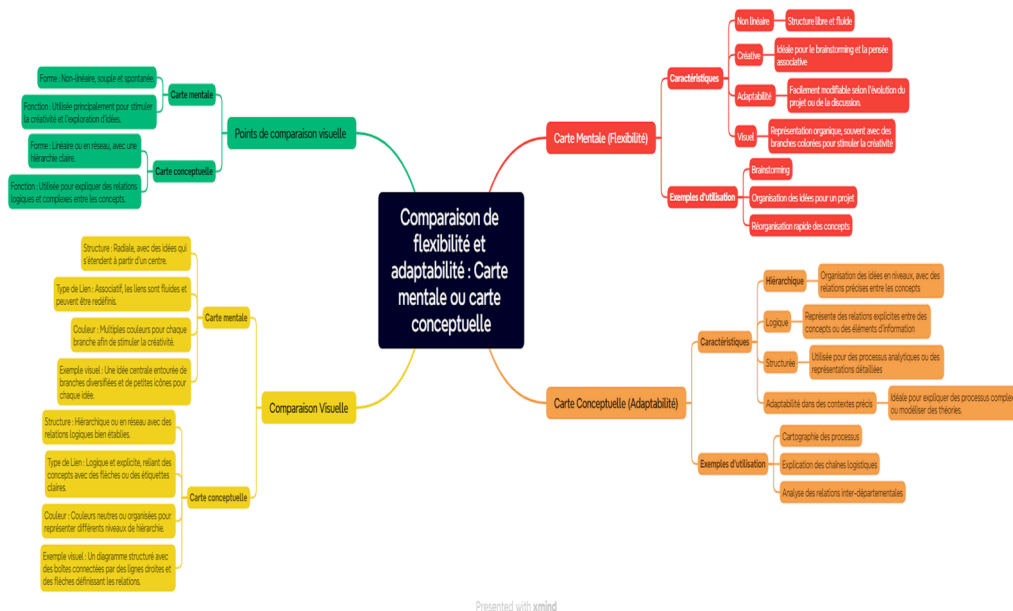 Comparaison de
flexibilité et
adaptabilité : Carte
mentale ou carte
conceptuelle
Carte Mentale (Flexibilité)
Caractéristiques
Non linéaire
Structure libre et fluide
Créative
Idéale pour le brainstorming et la pensée
associative
Adaptabilité
Facilement modifiable selon l'évolution du
projet ou de la discussion.
Visuel
Représentation organique, souvent avec des
branches colorées pour stimuler la créativité
Exemples d'utilisation
Brainstorming
Organisation des idées pour un projet
Réorganisation rapide des concepts
Carte Conceptuelle (Adaptabilité)
Caractéristiques
Hiérarchique
Organisation des idées en niveaux, avec des
relations précises entre les concepts
Logique
Représente des relations explicites entre des
concepts ou des éléments d'information
Structurée
Utilisée pour des processus analytiques ou des
représentations détaillées
Adaptabilité dans des contextes précis
Idéale pour expliquer des processus complex
ou modéliser des théories.
Exemples d'utilisation
Cartographie des processus
Explication des chaînes logistiques
Analyse des relations inter-départementales
Points de comparaison visuelle
Carte mentale
Forme : Non-linéaire, souple et spontanée.
Fonction : Utilisée principalement pour stimuler
la créativité et l'exploration d'idées.
Carte conceptuelle
Forme : Linéaire ou en réseau, avec une
hiérarchie claire.
Fonction : Utilisée pour expliquer des relations
logiques et complexes entre les concepts.
Comparaison Visuelle
Carte mentale
Structure : Radiale, avec des idées qui
s'étendent à partir d'un centre.
Type de Lien : Associatif, les liens sont fluides et
peuvent être redéfinis.
Couleur : Multiples couleurs pour chaque
branche afin de stimuler la créativité.
Exemple visuel : Une idée centrale entourée de
branches diversifiées et de petites icônes pour
chaque idée.
Carte conceptuelle
Structure : Hiérarchique ou en réseau avec des
relations logiques bien établies.
Type de Lien : Logique et explicite, reliant des
concepts avec des flèches ou des étiquettes
claires.
Couleur : Couleurs neutres ou organisées pour
représenter différents niveaux de hiérarchie.
Exemple visuel : Un diagramme structuré avec
des boîtes connectées par des lignes droites et
des flèches définissant les relations.
Presented with xmind